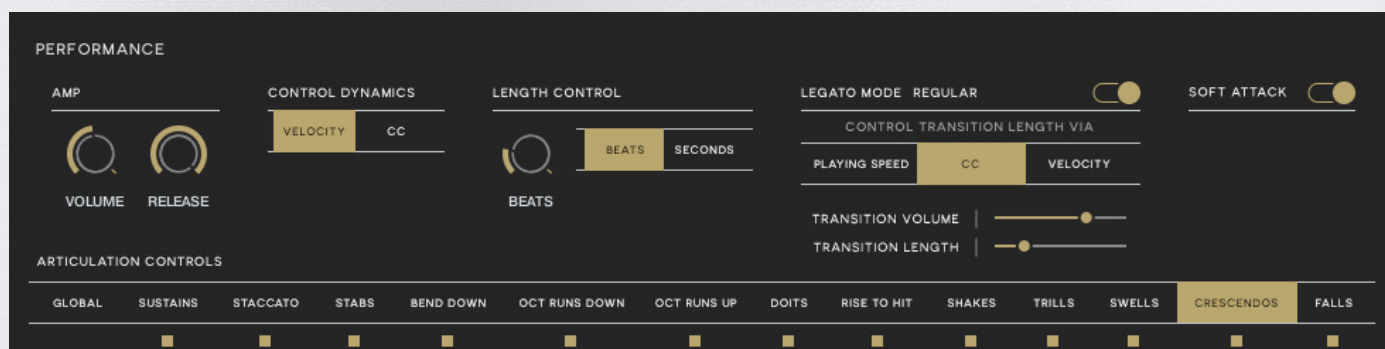 PERFORMANCE
AMP
CONTROL DYNAMICS
LENGTH CONTROL
LEGATO MODE REGULAR
SOFT ATTACK
VELOCITY CC
BEATS SECONDS
CONTROL TRANSITION LENGTH VIA
PLAYING SPEED CC VELOCITY
VOLUME RELEASE
BEATS
TRANSITION VOLUME
TRANSITION LENGTH
ARTICULATION CONTROLS
GLOBAL SUSTAINS STACCATO STABS BEND DOWN OCT RUNS DOWN OCT RUNS UP DOITS RISE TO HIT SHAKES TRILLS SWELLS CRESCENDOS FALLS